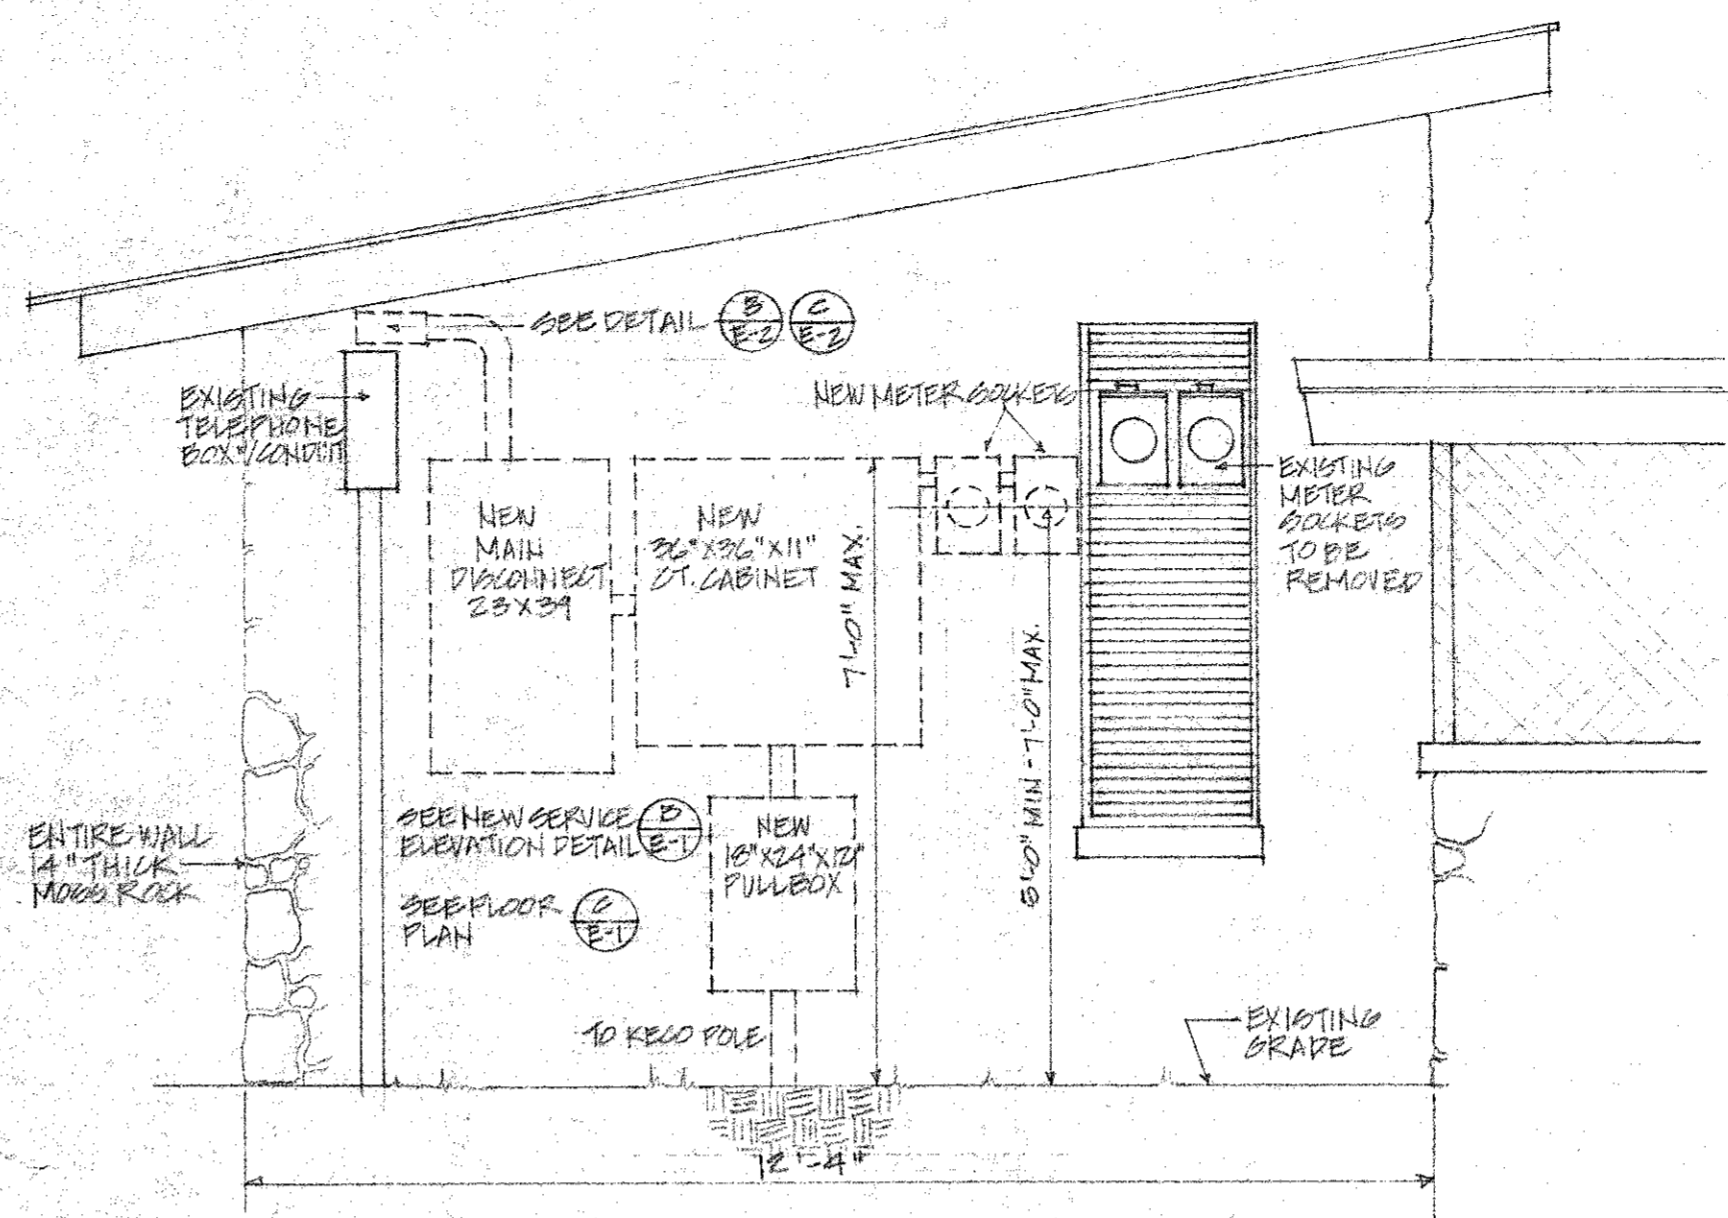 SEE DETAIL B/E-2 C/E-2
EXISTING
TELEPHONE
BOX W/CONDUIT
NEW METER SOCKETS
EXISTING
METER
SOCKETS
TO BE
REMOVED
NEW
MAIN
DISCONNECT
23X39
NEW
36"X36"X11"
CT. CABINET
7'-0" MAX.
MIN - 7'-0" MAX.
SEE NEW SERVICE
ELEVATION DETAIL B/E-1
NEW
18"X24"X12"
PULLBOX
ENTIRE WALL
14" THICK
MOSS ROCK
SEE FLOOR
PLAN C/E-1
TO KECO POLE
EXISTING
GRADE
12'-4"